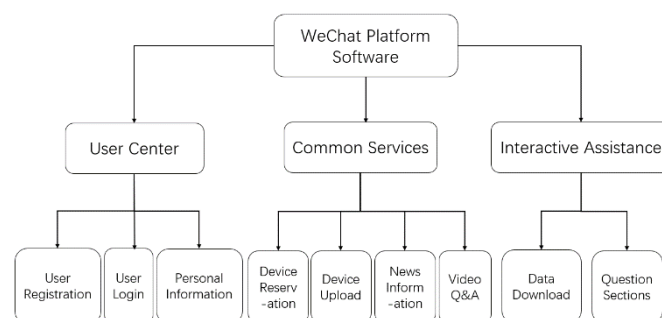 WeChat Platform
Software
User Center
Common Services
Interactive Assistance
User
Registration
User
Login
Personal
Information
Device
Reserv
-ation
Device
Upload
News
Inform
-ation
Video
Q&A
Data
Download
Question
Sections